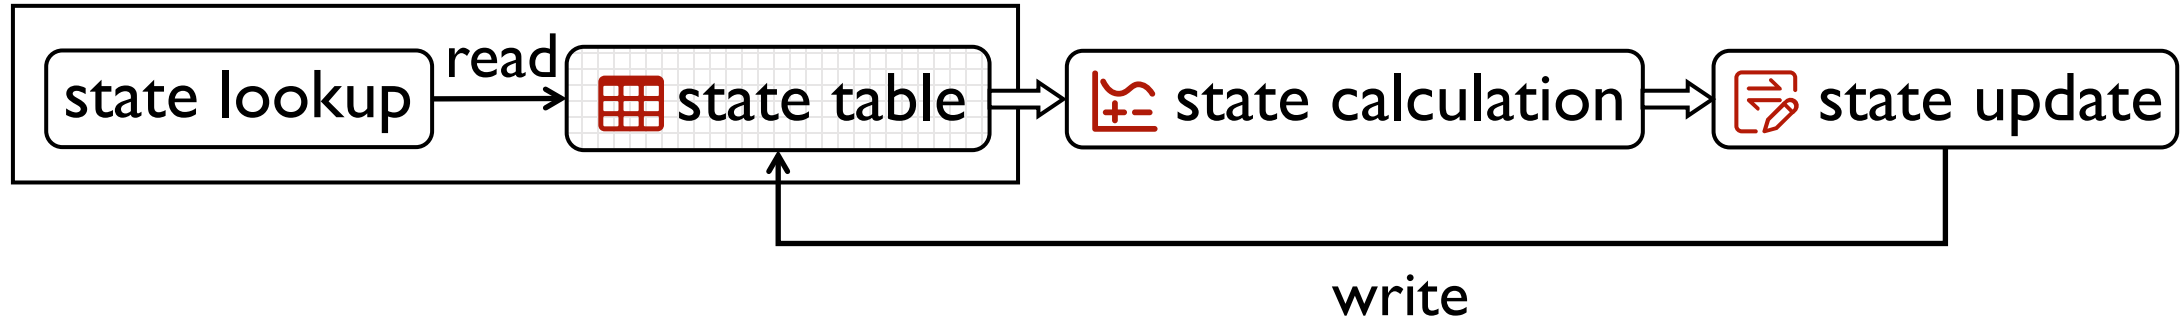 read
state lookup
state table
state calculation
state update
write